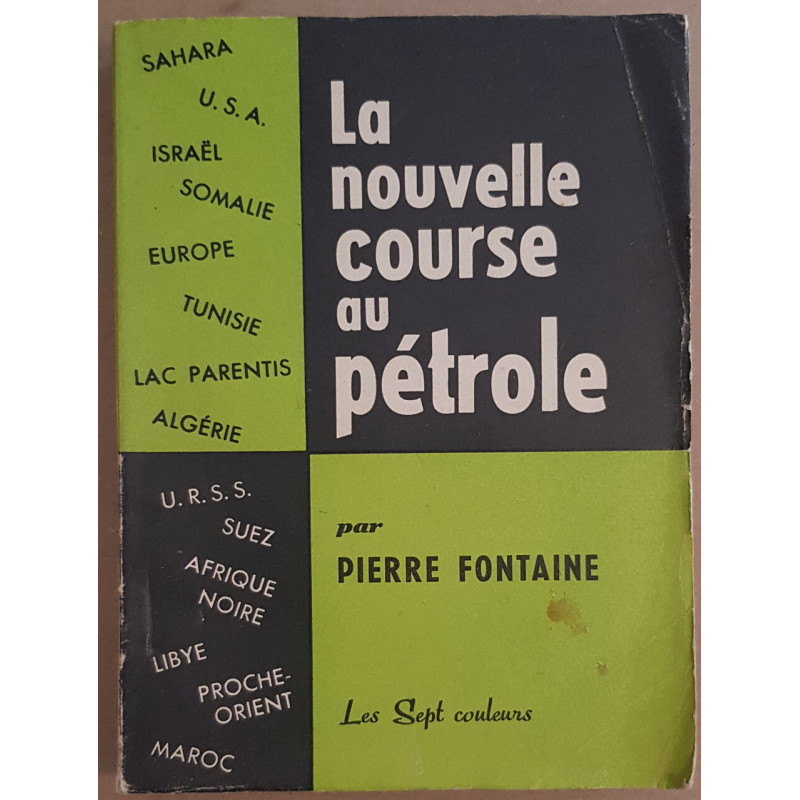 SAHARA
U.S.A.
ISRAËL
SOMALIE
EUROPE
TUNISIE
LAC PARENTIS
ALGÉRIE
La
nouvelle
course
au
pétrole
U.R.S.S.
SUEZ
AFRIQUE
NOIRE
LIBYE
PROCHE-
ORIENT
MAROC
par
PIERRE FONTAINE
Les Sept couleurs